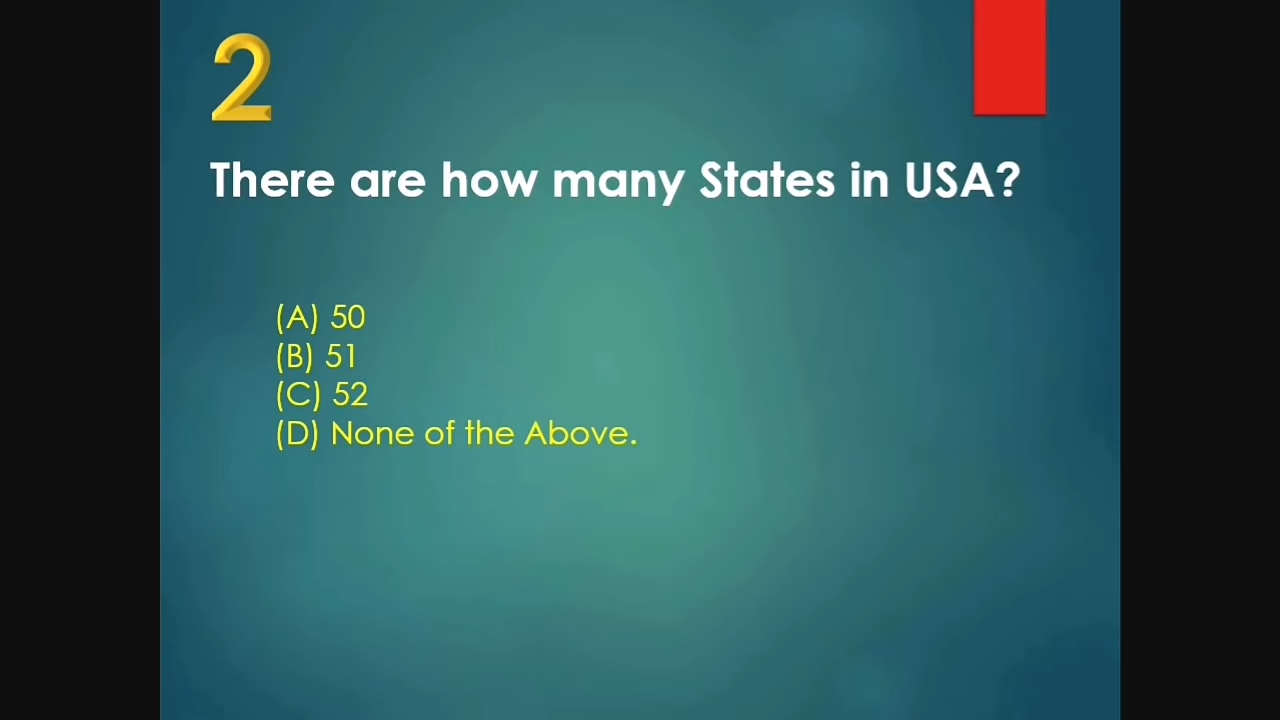 2
There are how many States in USA?
(A) 50
(B) 51
(C) 52
(D) None of the Above.